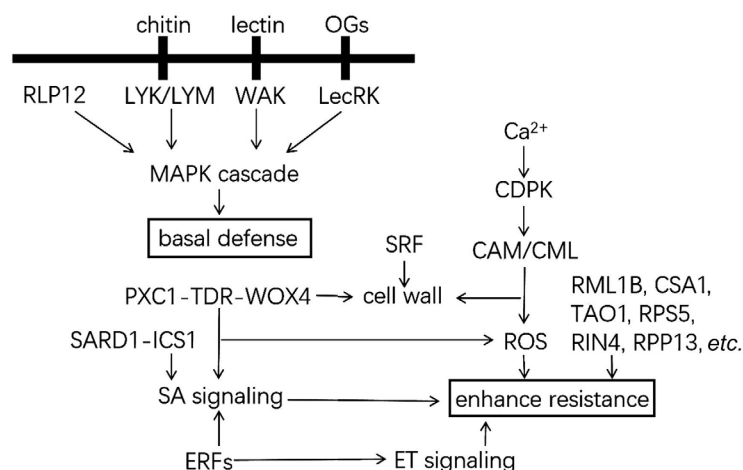 chitin lectin OGs
RLP12 LYK/LYM WAK LecRK
Ca²⁺
MAPK cascade
CDPK
basal defense
SRF
CAM/CML
PXC1-TDR-WOX4
cell wall
RML1B, CSA1,
TAO1, RPS5,
RIN4, RPP13, etc.
SARD1-ICS1
ROS
SA signaling
enhance resistance
ERFs
ET signaling